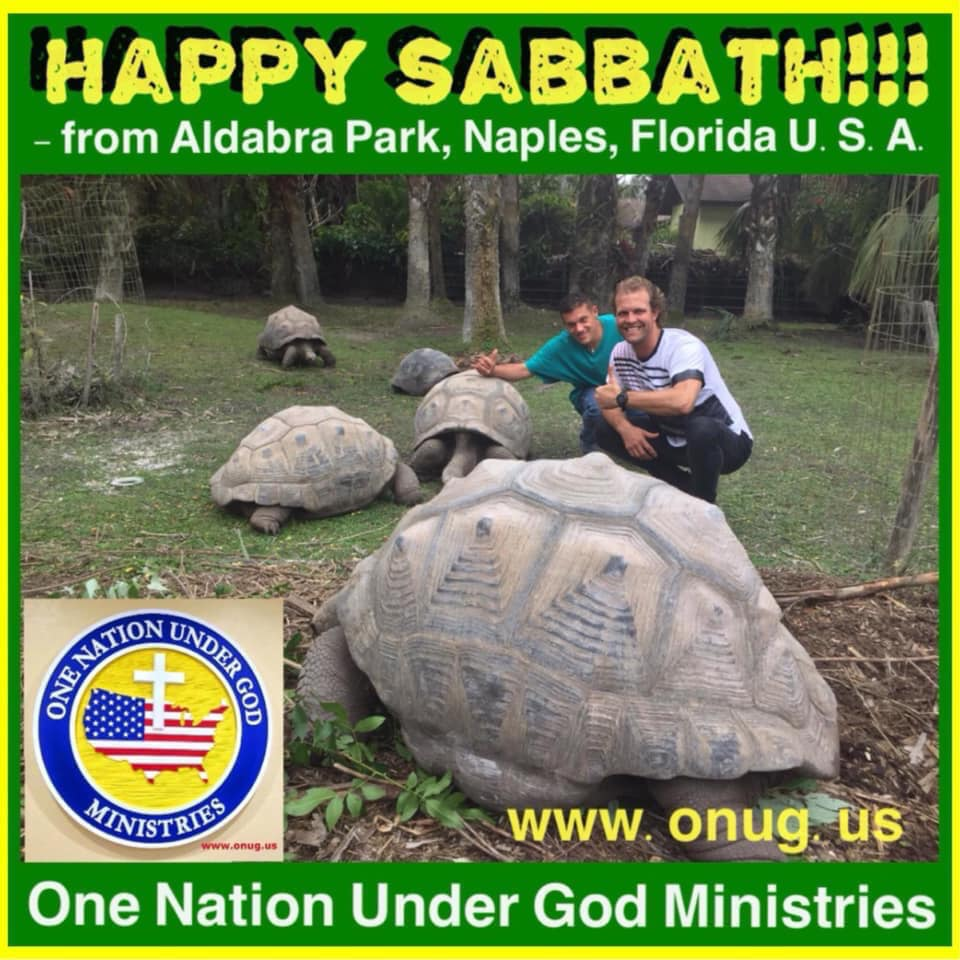 HAPPY SABBATH!!!
– from Aldabra Park, Naples, Florida U. S. A.
ONE NATION UNDER GOD
MINISTRIES
www.onug.us
www. onug. us
One Nation Under God Ministries